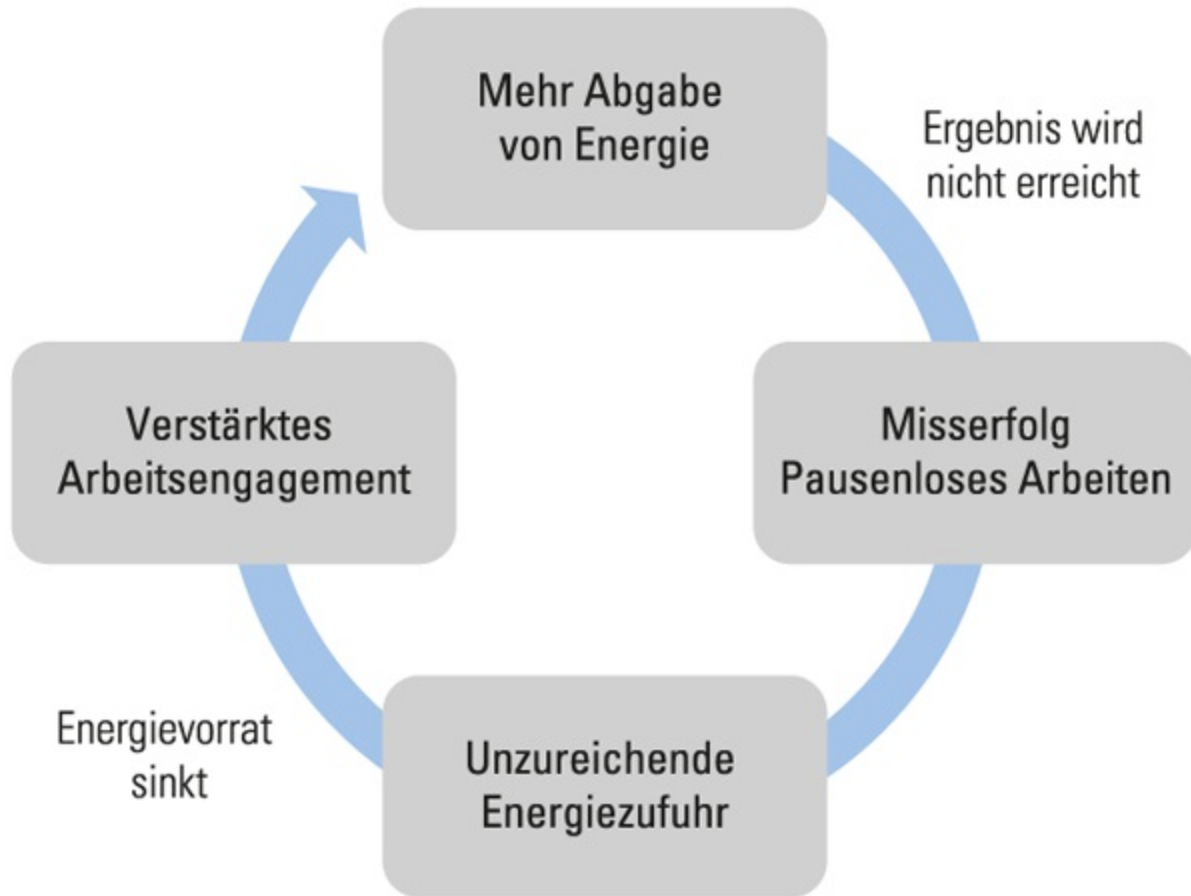 Mehr Abgabe
von Energie
Ergebnis wird
nicht erreicht
Misserfolg
Pausenloses Arbeiten
Unzureichende
Energiezufuhr
Energievorrat
sinkt
Verstärktes
Arbeitsengagement